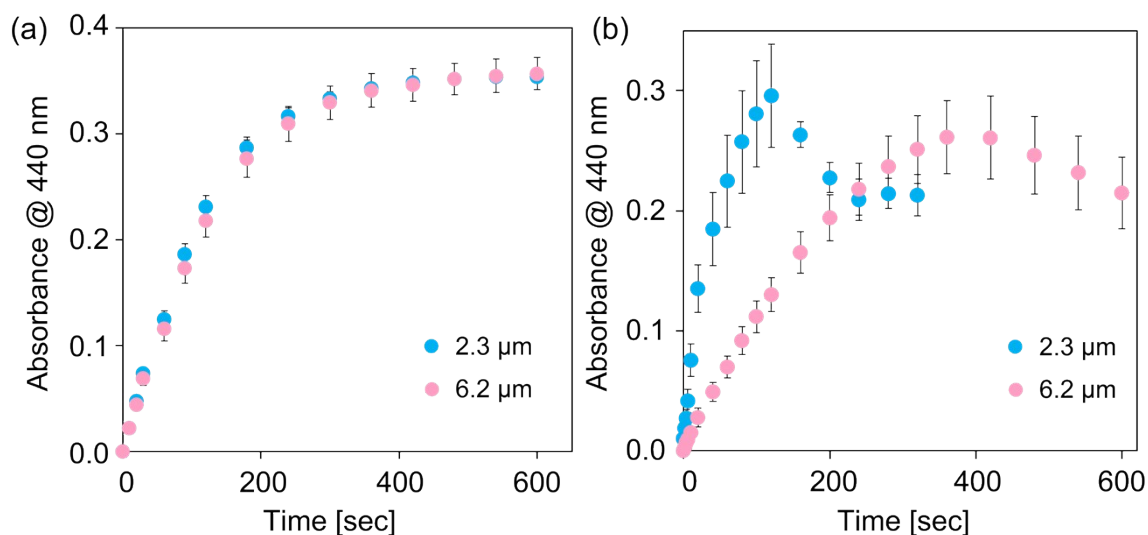 (a)
Absorbance @ 440 nm
0.4
0.3
0.2
0.1
0.0
0 200 400 600
Time [sec]
2.3 µm
6.2 µm
(b)
Absorbance @ 440 nm
0.3
0.2
0.1
0.0
0 200 400 600
Time [sec]
2.3 µm
6.2 µm